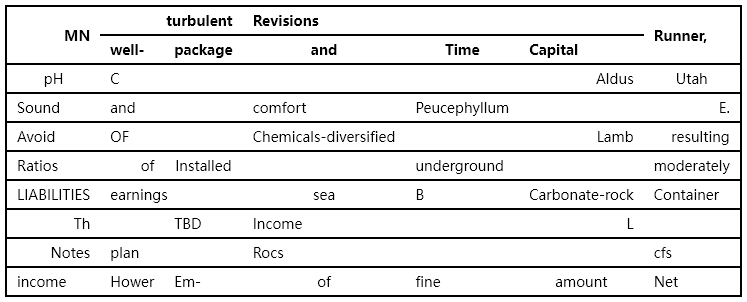 turbulent Revisions
MN Runner,
well- package and Time Capital
pH C Aldus Utah
Sound and comfort Peucephyllum E.
Avoid OF Chemicals-diversified Lamb resulting
Ratios of Installed underground moderately
LIABILITIES earnings sea B Carbonate-rock Container
Th TBD Income L
Notes plan Rocs cfs
income Hower Em- of fine amount Net